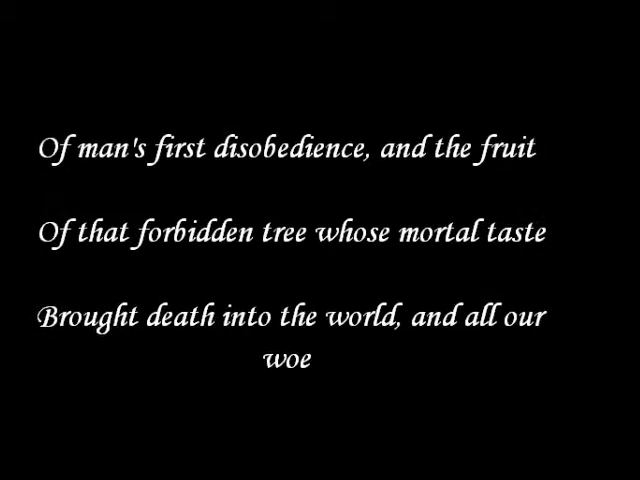 Of man's first disobedience, and the fruit
Of that forbidden tree whose mortal taste
Brought death into the world, and all our
woe